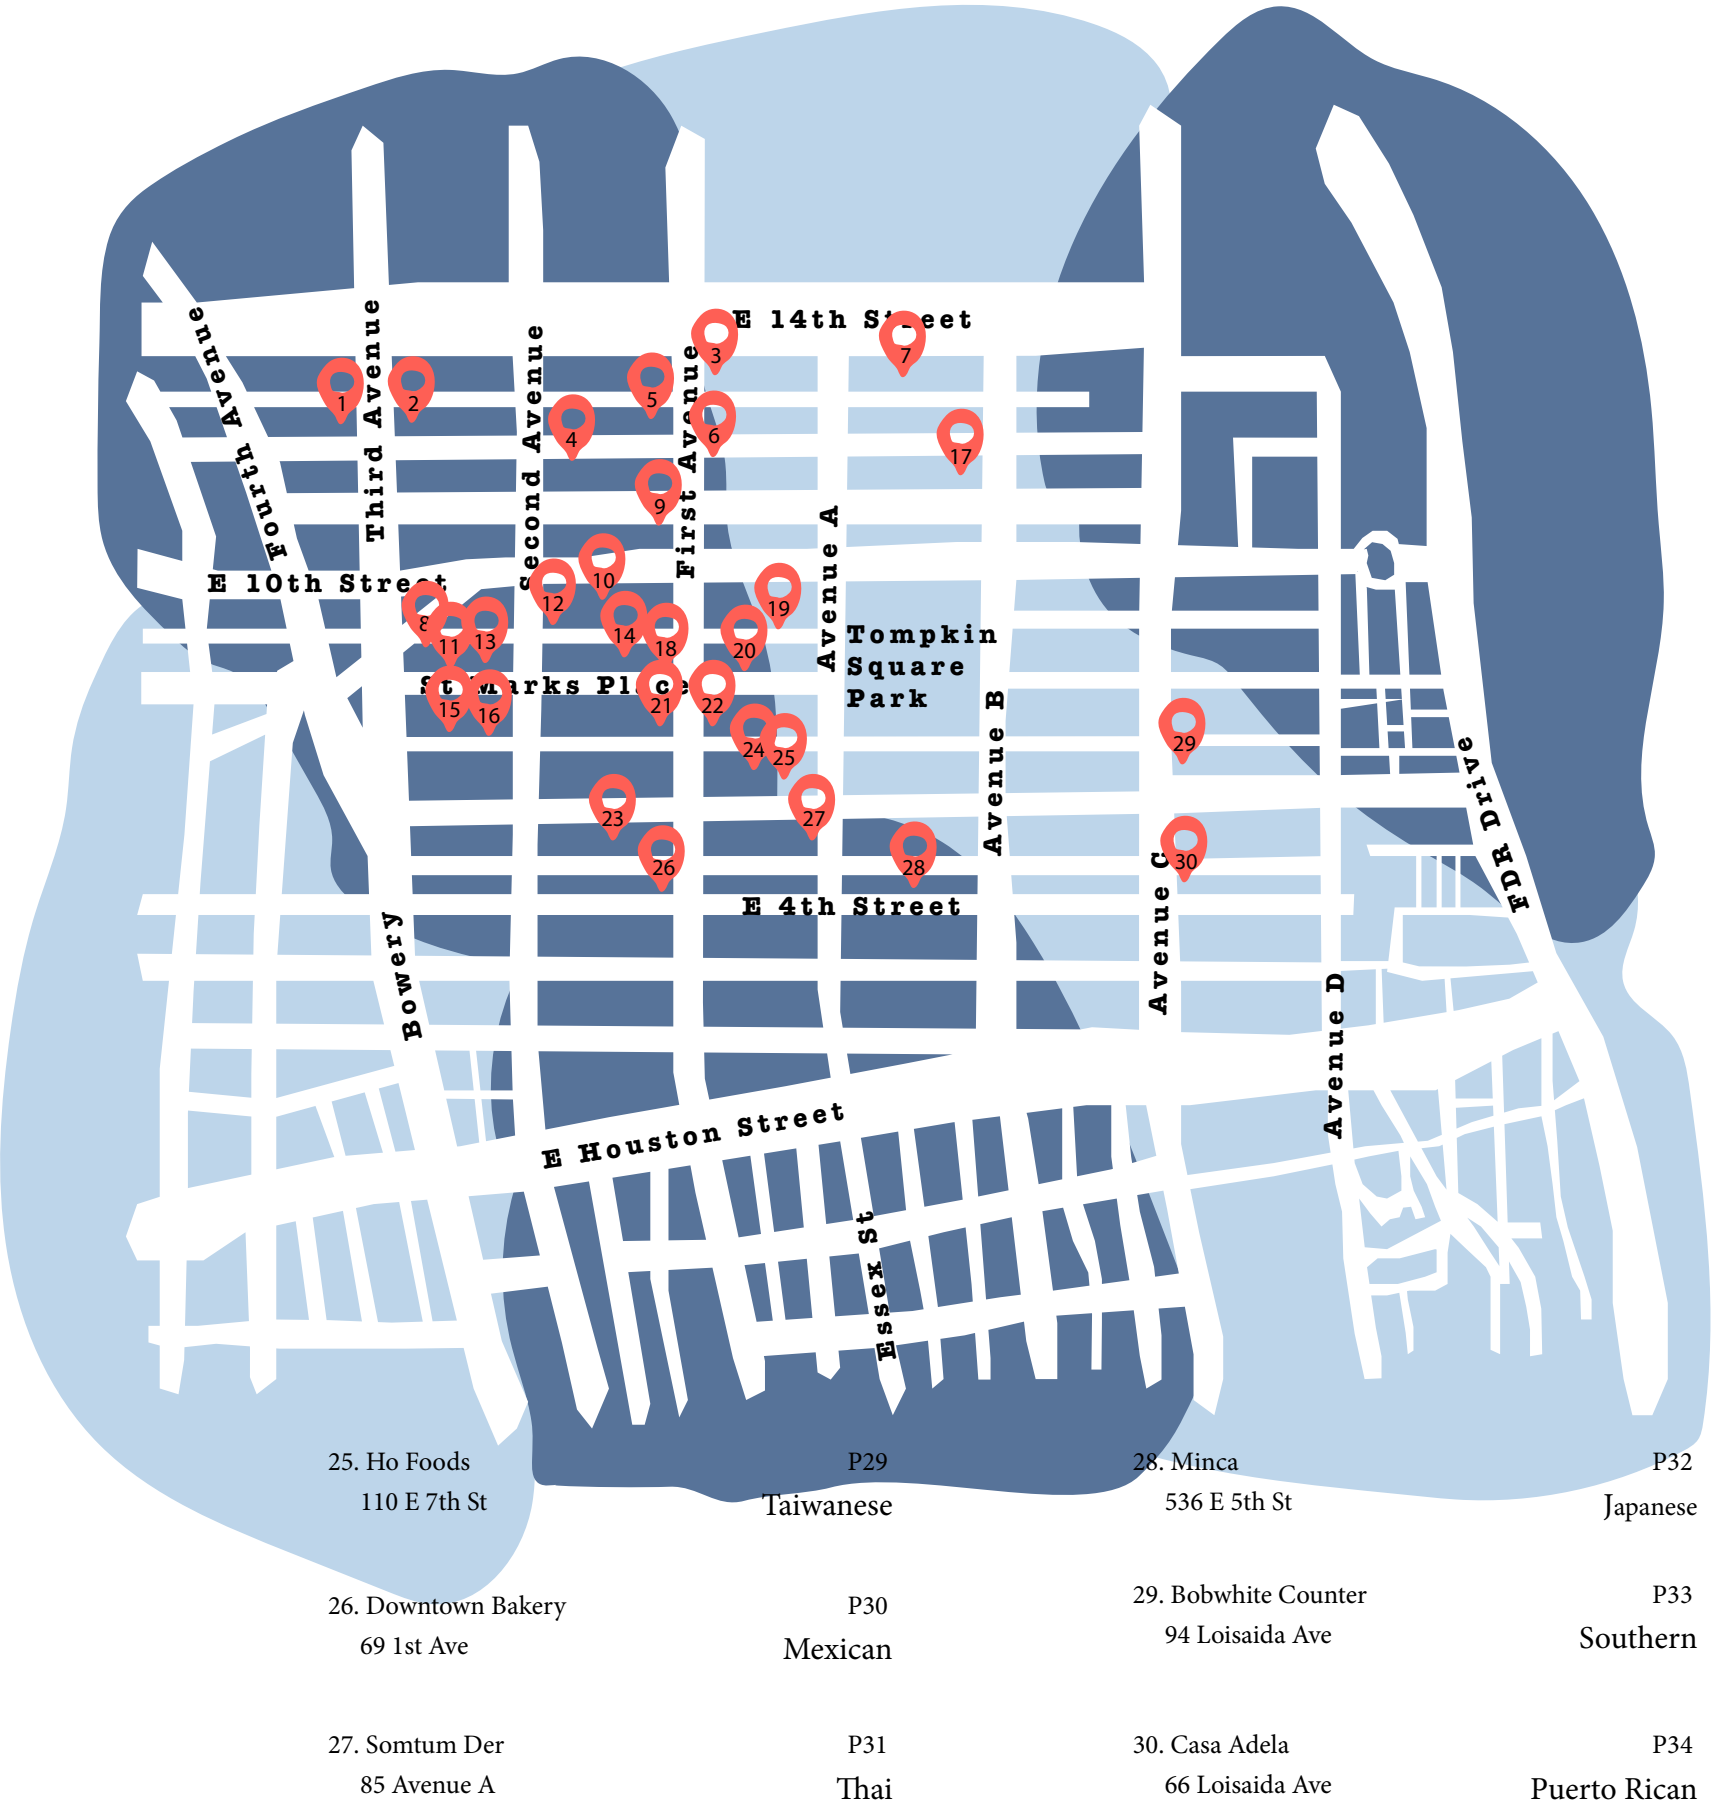 E 14th Street
3
7
Fourth Avenue
Third Avenue
Second Avenue
First Avenue
1
2
5
4
6
17
9
Avenue A
E 10th Street
10
12
19
8
11
13
14
18
20
Tompkin
Square
Park
St Marks Place
15
16
21
22
24
25
29
Avenue B
FDR Drive
23
27
26
28
30
Avenue C
E 4th Street
Bowery
Avenue D
E Houston Street
Essex St
25. Ho Foods P29
110 E 7th St Taiwanese
26. Downtown Bakery P30
69 1st Ave Mexican
27. Somtum Der P31
85 Avenue A Thai
28. Minca P32
536 E 5th St Japanese
29. Bobwhite Counter P33
94 Loisaida Ave Southern
30. Casa Adela P34
66 Loisaida Ave Puerto Rican